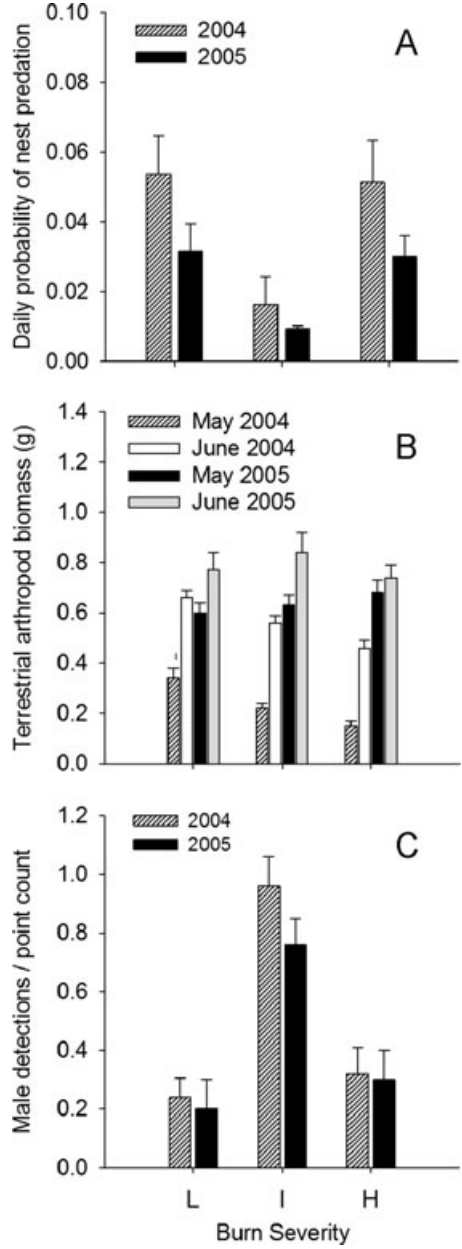 0.10
2004
2005
A
0.08
0.06
0.04
0.02
0.00
Daily probability of nest predation
1.4
May 2004
June 2004
May 2005
June 2005
B
1.2
1.0
0.8
0.6
0.4
0.2
0.0
Terrestrial arthropod biomass (g)
1.2
2004
2005
C
1.0
0.8
0.6
0.4
0.2
0.0
Male detections / point count
L I H
Burn Severity